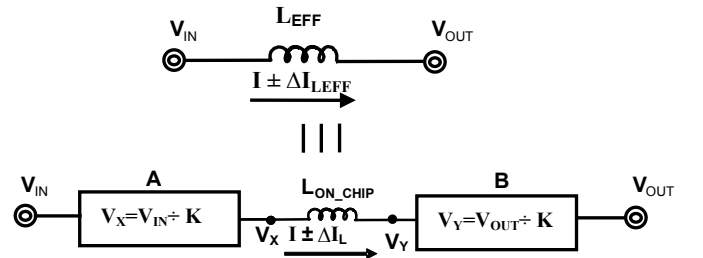 L_EFF
V_IN
V_OUT
I ± ΔI_LEFF
V_IN
A
L_ON_CHIP
B
V_OUT
V_X=V_IN÷ K
V_Y=V_OUT÷ K
V_X
I ± ΔI_L
V_Y